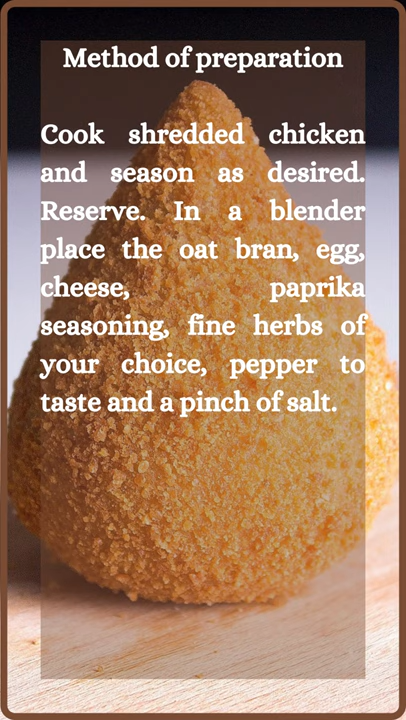 Method of preparation
Cook shredded chicken
and season as desired.
Reserve. In a blender
place the oat bran, egg,
cheese, paprika
seasoning, fine herbs of
your choice, pepper to
taste and a pinch of salt.